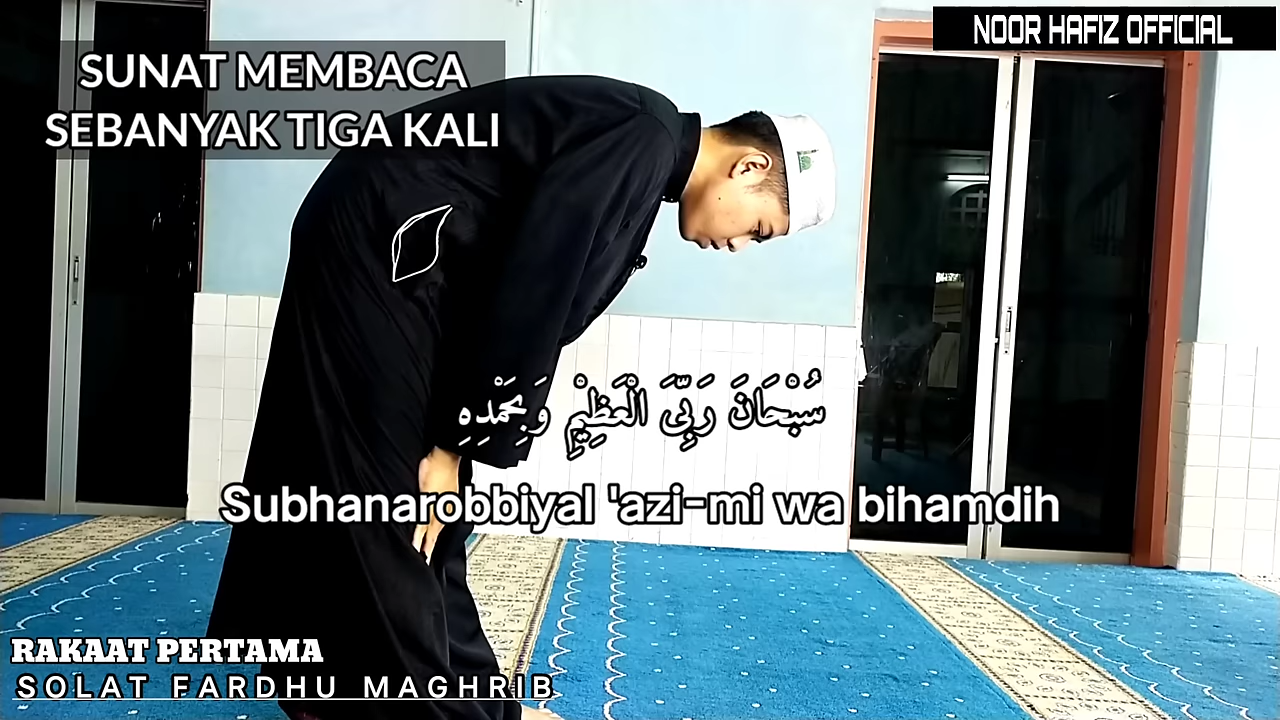 NOOR HAFIZ OFFICIAL
SUNAT MEMBACA
SEBANYAK TIGA KALI
سُبْحَانَ رَبِّىَ الْعَظِيْمِ وَبِحَمْدِهِ
Subhanarobbiyal 'azi-mi wa bihamdih
RAKAAT PERTAMA
SOLAT FARDHU MAGHRIB